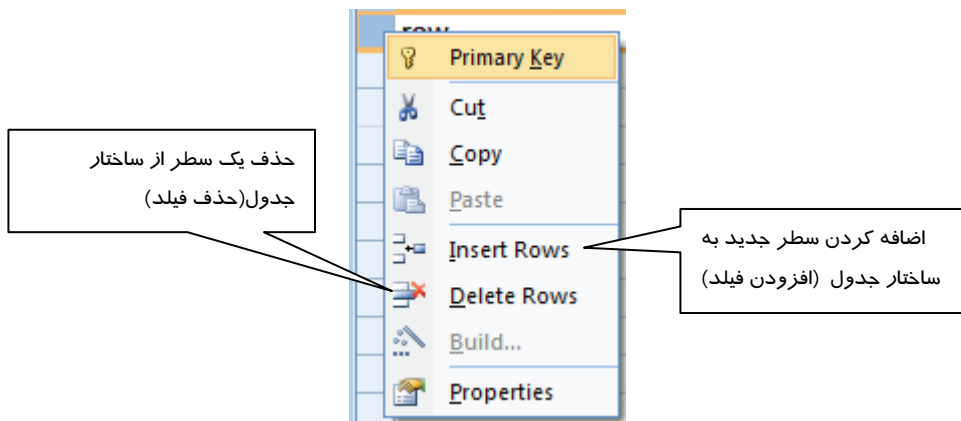 row
Primary Key
Cut
Copy
Paste
Insert Rows
Delete Rows
Build...
Properties
حذف یک سطر از ساختار
جدول(حذف فیلد)
اضافه کردن سطر جدید به
ساختار جدول (افزودن فیلد)